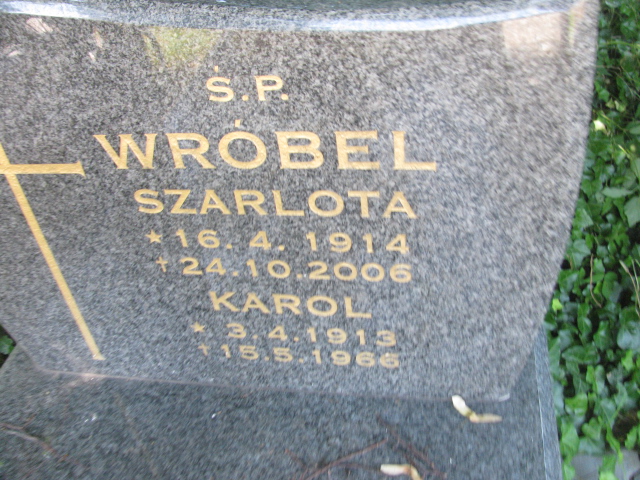 Ś.P.
WRÓBEL
SZARLOTA
* 16. 4. 1914
† 24.10.2006
KAROL
* 3.4.1913
† 15.5.1966